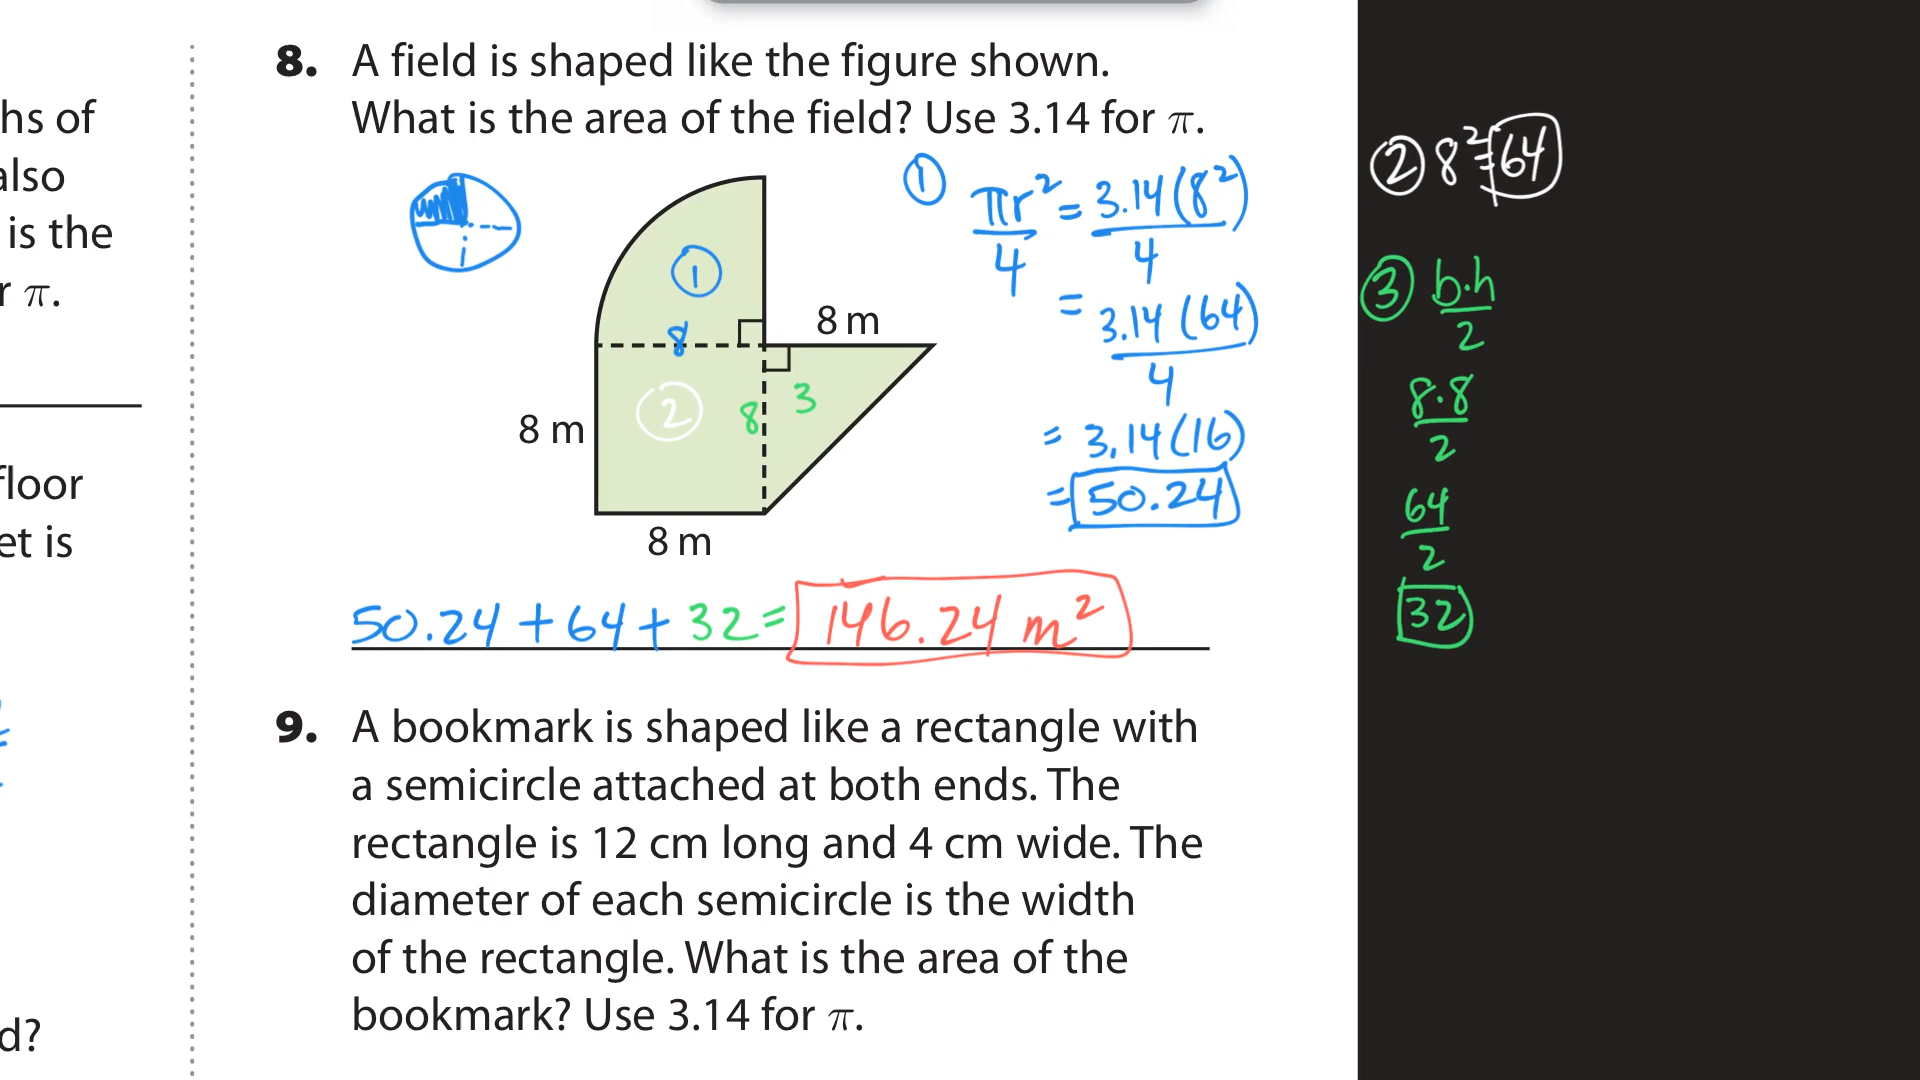 hs of
also
is the
r π.
floor
et is
d?
8. A field is shaped like the figure shown.
What is the area of the field? Use 3.14 for π.
①
8
8 m
② 8 3
8 m
8 m
① πr²/4 = 3.14(8²)/4
= 3.14(64)/4
= 3.14(16)
= 50.24
50.24 + 64 + 32 = 146.24 m²
9. A bookmark is shaped like a rectangle with
a semicircle attached at both ends. The
rectangle is 12 cm long and 4 cm wide. The
diameter of each semicircle is the width
of the rectangle. What is the area of the
bookmark? Use 3.14 for π.
② 8² = 64
③ b·h/2
8·8/2
64/2
32